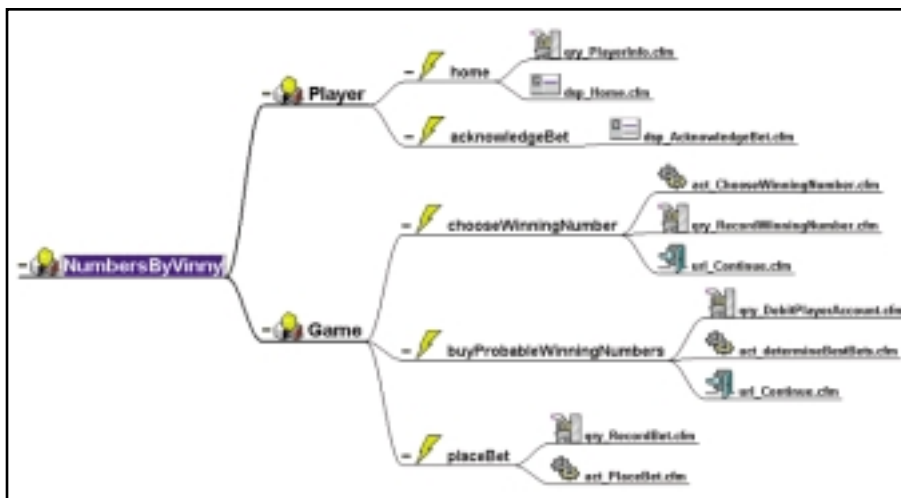 qry_PlayerInfo.cfm
home
dsp_Home.cfm
Player
acknowledgeBet
dsp_AcknowledgeBet.cfm
act_ChooseWinningNumber.cfm
chooseWinningNumber
qry_RecordWinningNumber.cfm
url_Continue.cfm
NumbersByVinny
Game
qry_DebitPlayesAccount.cfm
buyProbableWinningNumbers
act_determineBestBets.cfm
url_Continue.cfm
qry_RecordBet.cfm
placeBet
act_PlaceBet.cfm